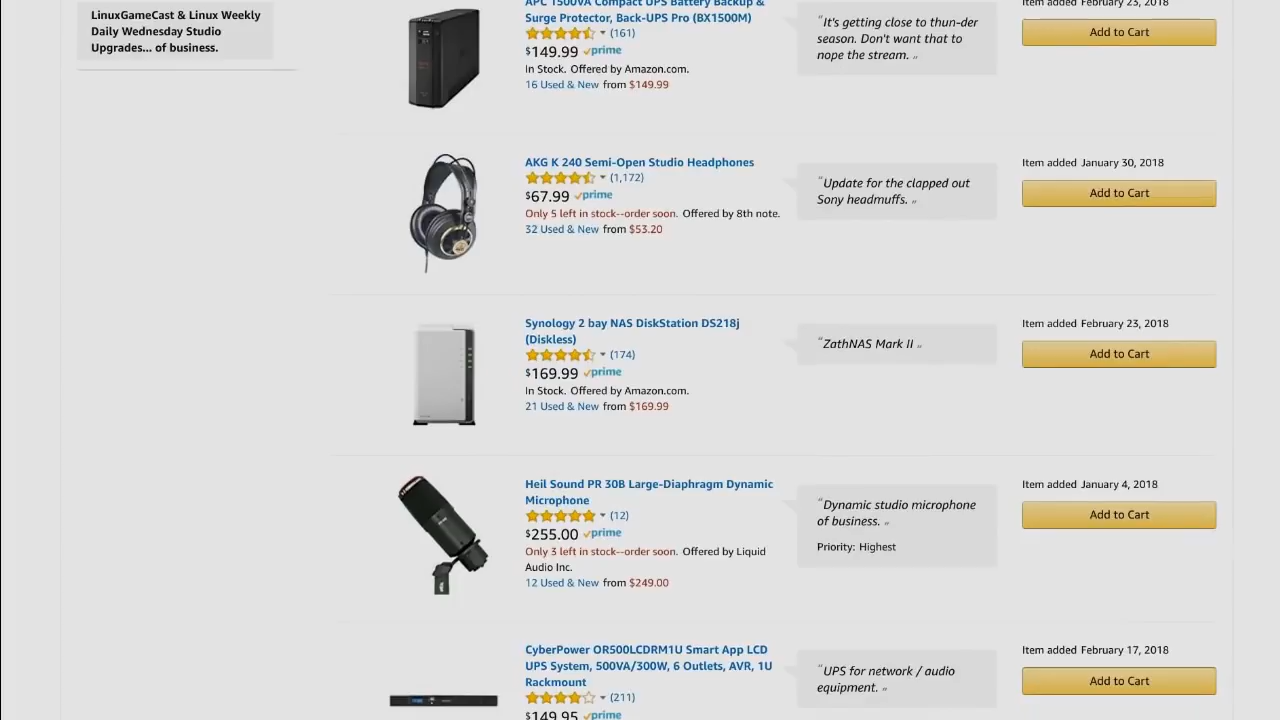 LinuxGameCast & Linux Weekly
Daily Wednesday Studio
Upgrades... of business.
APC 1500VA Compact UPS Battery Backup &
Surge Protector, Back-UPS Pro (BX1500M)
(161)
$149.99 prime
In Stock. Offered by Amazon.com.
16 Used & New from $149.99
"It's getting close to thun-der
season. Don't want that to
nope the stream. "
Item added February 23, 2018
Add to Cart
AKG K 240 Semi-Open Studio Headphones
(1,172)
$67.99 prime
Only 5 left in stock--order soon. Offered by 8th note.
32 Used & New from $53.20
"Update for the clapped out
Sony headmuffs. "
Item added January 30, 2018
Add to Cart
Synology 2 bay NAS DiskStation DS218j
(Diskless)
(174)
$169.99 prime
In Stock. Offered by Amazon.com.
21 Used & New from $169.99
"ZathNAS Mark II "
Item added February 23, 2018
Add to Cart
Heil Sound PR 30B Large-Diaphragm Dynamic
Microphone
(12)
$255.00 prime
Only 3 left in stock--order soon. Offered by Liquid
Audio Inc.
12 Used & New from $249.00
"Dynamic studio microphone
of business. "
Priority: Highest
Item added January 4, 2018
Add to Cart
CyberPower OR500LCDRM1U Smart App LCD
UPS System, 500VA/300W, 6 Outlets, AVR, 1U
Rackmount
(211)
$149.95 prime
"UPS for network / audio
equipment. "
Item added February 17, 2018
Add to Cart